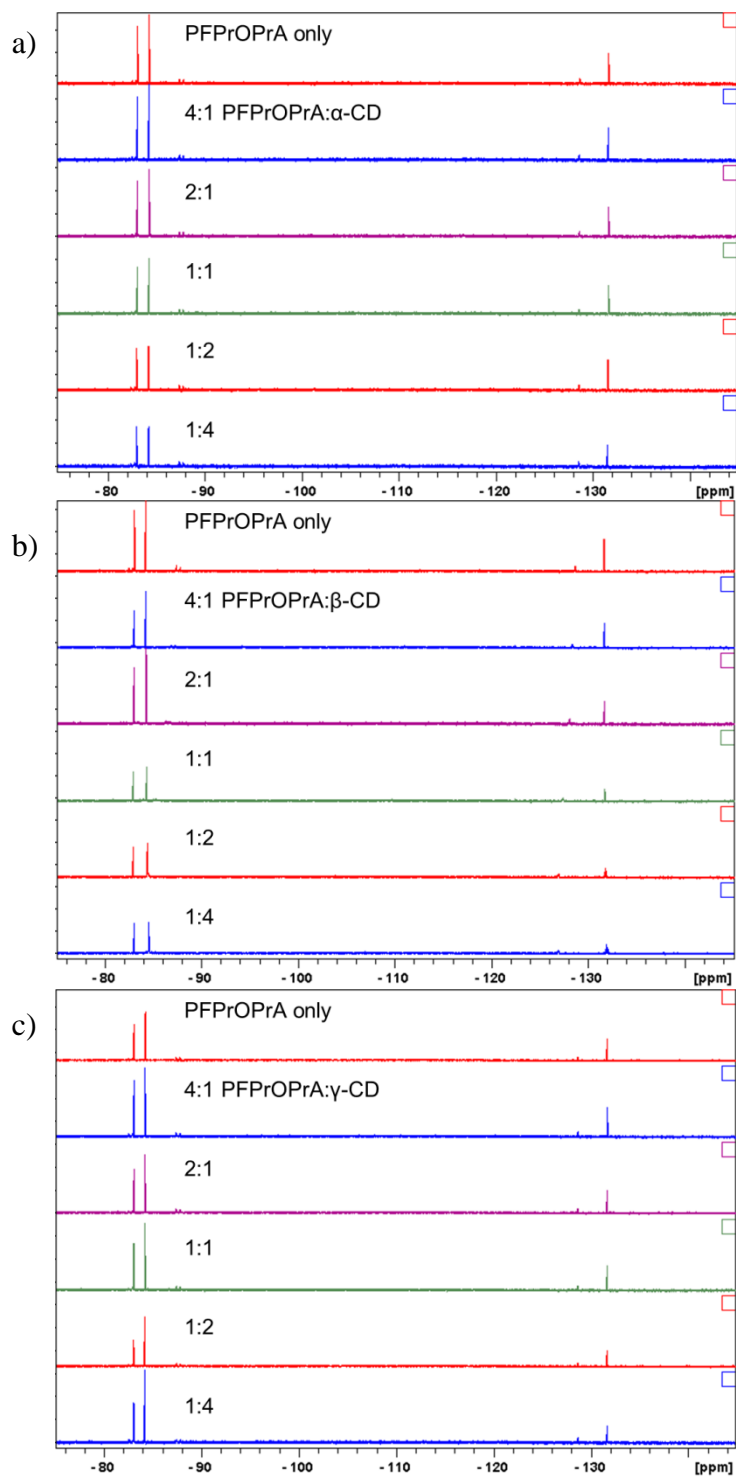 a)
PFPrOPrA only
4:1 PFPrOPrA:α-CD
2:1
1:1
1:2
1:4
-80 -90 -100 -110 -120 -130 [ppm]
b)
PFPrOPrA only
4:1 PFPrOPrA:β-CD
2:1
1:1
1:2
1:4
-80 -90 -100 -110 -120 -130 [ppm]
c)
PFPrOPrA only
4:1 PFPrOPrA:γ-CD
2:1
1:1
1:2
1:4
-80 -90 -100 -110 -120 -130 [ppm]